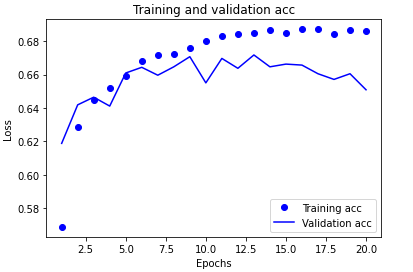 Training and validation acc
Loss
0.68
0.66
0.64
0.62
0.60
0.58
Training acc
Validation acc
2.5 5.0 7.5 10.0 12.5 15.0 17.5 20.0
Epochs